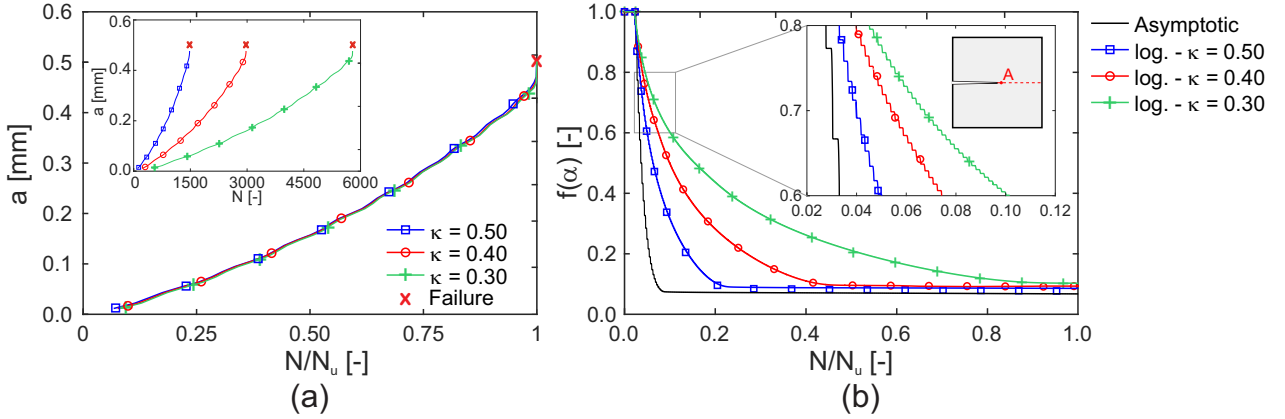 0.6
0.5
0.4
0.3
0.2
0.1
0.0
a [mm]
0
0.25
0.50
0.75
1
N/N_u [-]
0.6
0.4
0.2
0.0
a [mm]
0
1500
3000
4500
6000
N [-]
κ = 0.50
κ = 0.40
κ = 0.30
Failure
(a)
1.0
0.8
0.6
0.4
0.2
0.0
f(α) [-]
0.0
0.2
0.4
0.6
0.8
1.0
N/N_u [-]
0.8
0.7
0.6
0.02
0.04
0.06
0.08
0.10
0.12
A
(b)
Asymptotic
log. - κ = 0.50
log. - κ = 0.40
log. - κ = 0.30